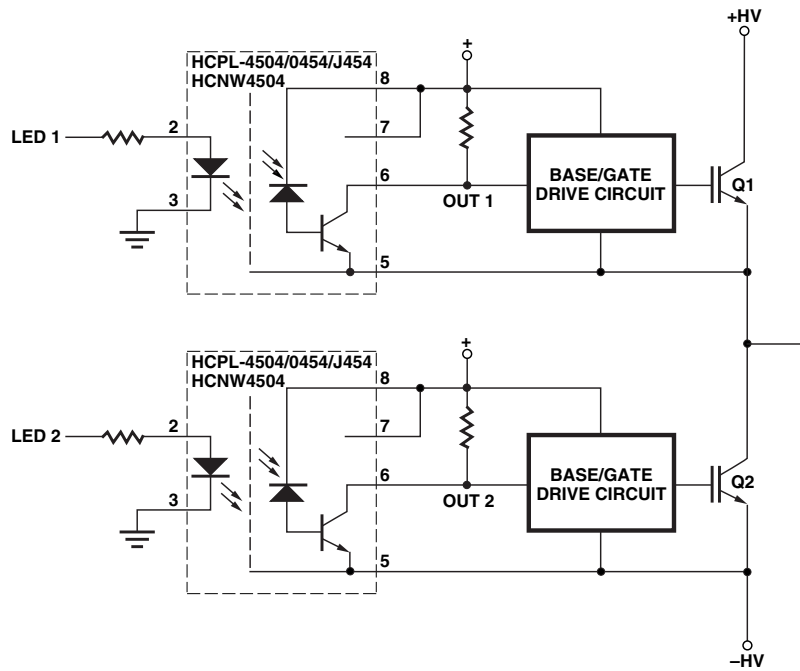 +HV
HCPL-4504/0454/J454
HCNW4504
8
+
LED 1
2
7
BASE/GATE
DRIVE CIRCUIT
Q1
3
6
OUT 1
5
HCPL-4504/0454/J454
HCNW4504
8
+
LED 2
2
7
BASE/GATE
DRIVE CIRCUIT
Q2
3
6
OUT 2
5
–HV